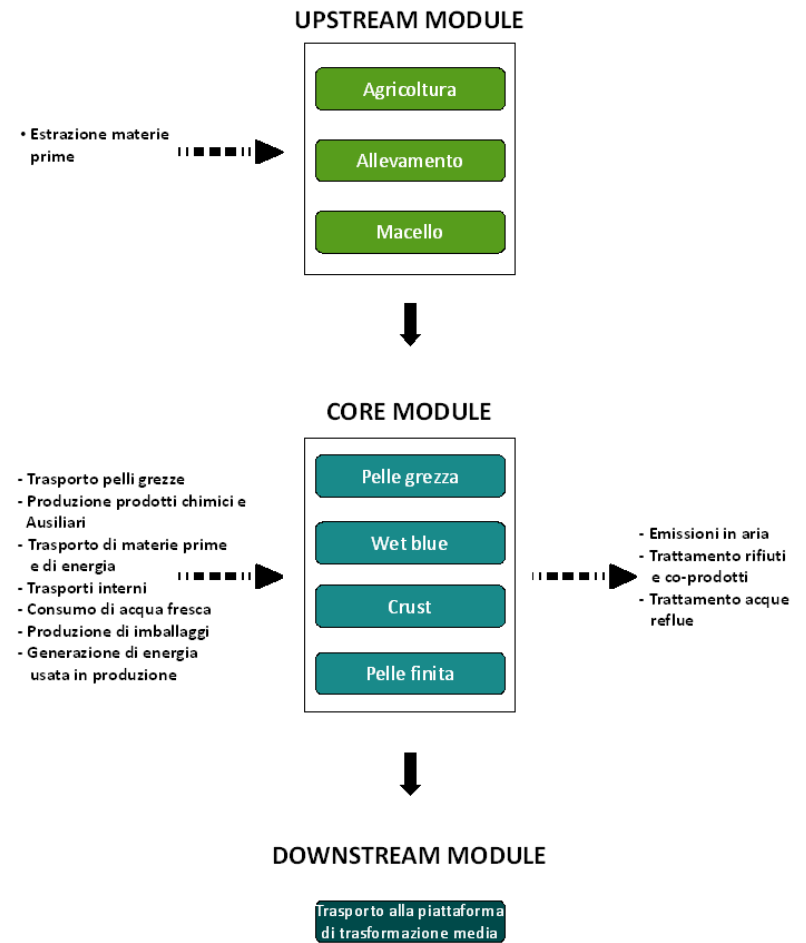 UPSTREAM MODULE
Agricoltura
• Estrazione materie
prime
Allevamento
Macello
CORE MODULE
- Trasporto pelli grezze
- Produzione prodotti chimici e
Ausiliari
- Trasporto di materie prime
e di energia
- Trasporti interni
- Consumo di acqua fresca
- Produzione di imballaggi
- Generazione di energia
usata in produzione
Pelle grezza
Wet blue
Crust
Pelle finita
- Emissioni in aria
- Trattamento rifiuti
e co-prodotti
- Trattamento acque
reflue
DOWNSTREAM MODULE
Trasporto alla piattaforma
di trasformazione media